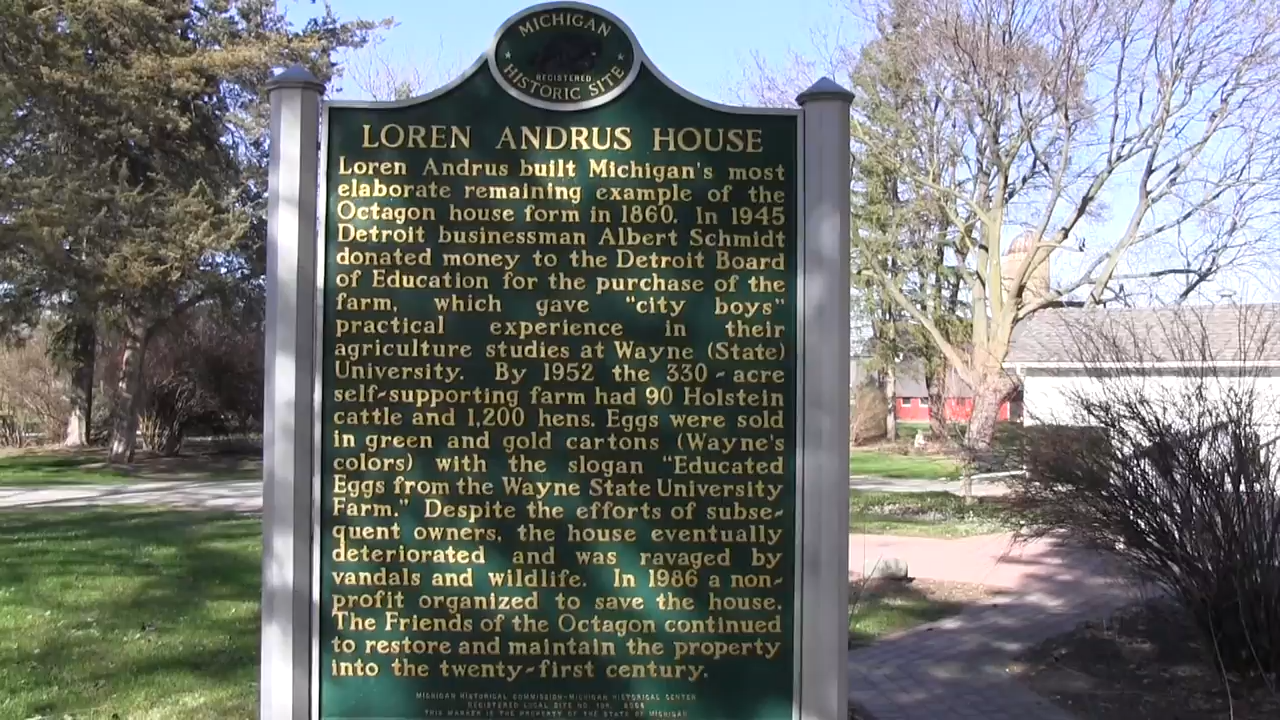 MICHIGAN
REGISTERED
HISTORIC SITE
LOREN ANDRUS HOUSE
Loren Andrus built Michigan's most
elaborate remaining example of the
Octagon house form in 1860. In 1945
Detroit businessman Albert Schmidt
donated money to the Detroit Board
of Education for the purchase of the
farm, which gave "city boys"
practical experience in their
agriculture studies at Wayne (State)
University. By 1952 the 330-acre
self-supporting farm had 90 Holstein
cattle and 1,200 hens. Eggs were sold
in green and gold cartons (Wayne's
colors) with the slogan "Educated
Eggs from the Wayne State University
Farm." Despite the efforts of subse-
quent owners, the house eventually
deteriorated and was ravaged by
vandals and wildlife. In 1986 a non-
profit organized to save the house.
The Friends of the Octagon continued
to restore and maintain the property
into the twenty-first century.
MICHIGAN HISTORICAL COMMISSION-MICHIGAN HISTORICAL CENTER
REGISTERED LOCAL SITE NO.
THIS MARKER IS THE PROPERTY OF THE STATE OF MICHIGAN